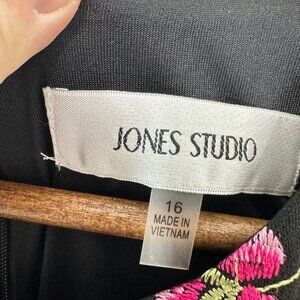 JONES STUDIO
16
MADE IN
VIETNAM